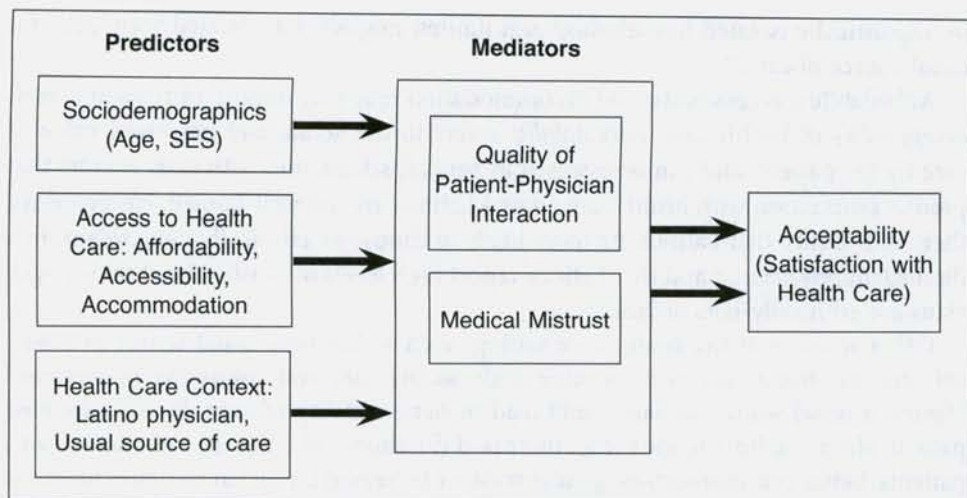 Predictors
Mediators
Sociodemographics
(Age, SES)
Access to Health
Care: Affordability,
Accessibility,
Accommodation
Health Care Context:
Latino physician,
Usual source of care
Quality of
Patient-Physician
Interaction
Medical Mistrust
Acceptability
(Satisfaction with
Health Care)